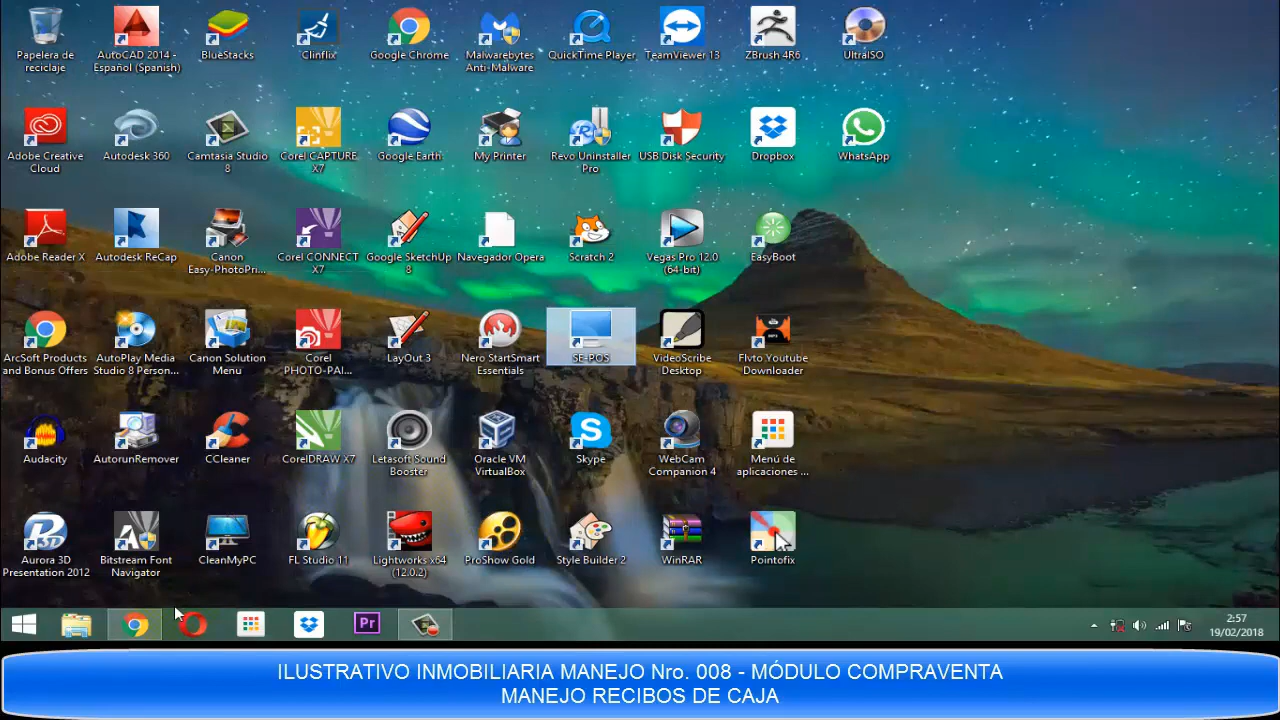 Papelera de
reciclaje
AutoCAD 2014 -
Español (Spanish)
BlueStacks
Clinflix
Google Chrome
Malwarebytes
Anti-Malware
QuickTime Player
TeamViewer 13
ZBrush 4R6
UltraISO
Adobe Creative
Cloud
Autodesk 360
Camtasia Studio
8
Corel CAPTURE
X7
Google Earth
My Printer
Revo Uninstaller
Pro
USB Disk Security
Dropbox
WhatsApp
Adobe Reader X
Autodesk ReCap
Canon
Easy-PhotoPri...
Corel CONNECT
X7
Google SketchUp
8
Navegador Opera
Scratch 2
Vegas Pro 12.0
(64-bit)
EasyBoot
ArcSoft Products
and Bonus Offers
AutoPlay Media
Studio 8 Person...
Canon Solution
Menu
Corel
PHOTO-PAI...
LayOut 3
Nero StartSmart
Essentials
SE-POS
VideoScribe
Desktop
Flvto Youtube
Downloader
Audacity
AutorunRemover
CCleaner
CorelDRAW X7
Letasoft Sound
Booster
Oracle VM
VirtualBox
Skype
WebCam
Companion 4
Menú de
aplicaciones ...
Aurora 3D
Presentation 2012
Bitstream Font
Navigator
CleanMyPC
FL Studio 11
Lightworks x64
(12.0.2)
ProShow Gold
Style Builder 2
WinRAR
Pointofix
Pr
2:57
19/02/2018
ILUSTRATIVO INMOBILIARIA MANEJO Nro. 008 - MÓDULO COMPRAVENTA
MANEJO RECIBOS DE CAJA